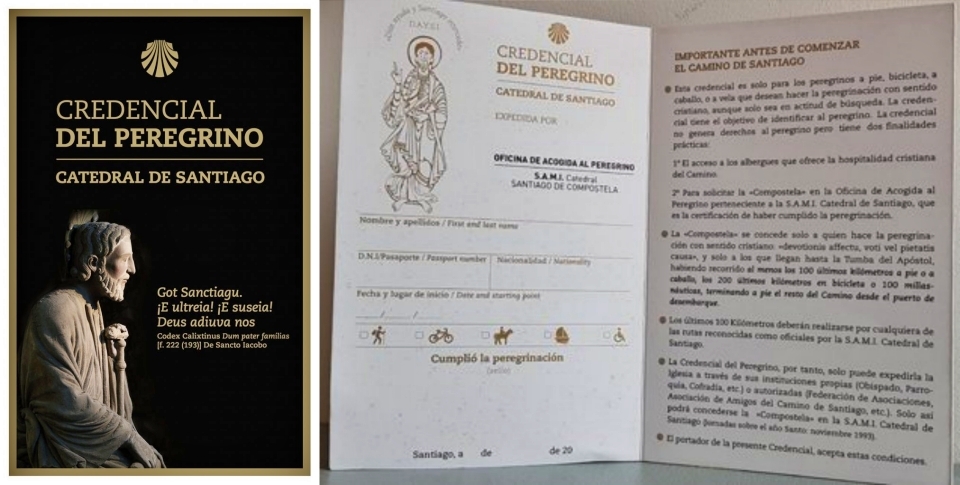 CREDENCIAL
DEL PEREGRINO
CATEDRAL DE SANTIAGO
Got Sanctiagu.
¡E ultreia! ¡E suseia!
Deus adiuva nos
Codex Calixtinus Dum pater familias
[f. 222 (193)] De Sancto Iacobo
CREDENCIAL
DEL PEREGRINO
CATEDRAL DE SANTIAGO
EXPEDIDA POR
OFICINA DE ACOGIDA AL PEREGRINO
S.A.M.I. Catedral
SANTIAGO DE COMPOSTELA
Nombre y apellidos / First and last name
D.N.I/Pasaporte / Passport number
Nacionalidad / Nationality
Fecha y lugar de inicio / Date and starting point
Cumplió la peregrinación
Santiago, a de de 20
IMPORTANTE ANTES DE COMENZAR
EL CAMINO DE SANTIAGO
Esta credencial es solo para los peregrinos a pie, bicicleta, a
caballo, o a vela que desean hacer la peregrinación con sentido
cristiano, aunque solo sea en actitud de búsqueda. La creden-
cial tiene el objetivo de identificar al peregrino. La credencial
no genera derechos al peregrino pero tiene dos finalidades
prácticas:
1ª El acceso a los albergues que ofrece la hospitalidad cristiana
del Camino.
2ª Para solicitar la «Compostela» en la Oficina de Acogida al
Peregrino perteneciente a la S.A.M.I. Catedral de Santiago, que
es la certificación de haber cumplido la peregrinación.
La «Compostela» se concede solo a quien hace la peregrina-
ción con sentido cristiano: «devotionis affectu, voti vel pietatis
causa», y solo a los que llegan hasta la Tumba del Apóstol,
habiendo recorrido al menos los 100 últimos kilómetros a pie o a
caballo, los 200 últimos kilómetros en bicicleta o 100 millas
náuticas, terminando a pie el resto del Camino desde el puerto de
desembarque.
Los últimos 100 Kilómetros deberán realizarse por cualquiera de
las rutas reconocidas como oficiales por la S.A.M.I. Catedral de
Santiago.
La Credencial del Peregrino, por tanto, solo puede expedirla la
Iglesia a través de sus instituciones propias (Obispado, Parro-
quia, Cofradía, etc.) o autorizadas (Federación de Asociaciones,
Asociación de Amigos del Camino de Santiago, etc.). Solo así
podrá concederse la «Compostela» en la S.A.M.I. Catedral de
Santiago (Jornadas sobre el año Santo: noviembre 1993).
El portador de la presente Credencial, acepta estas condiciones.